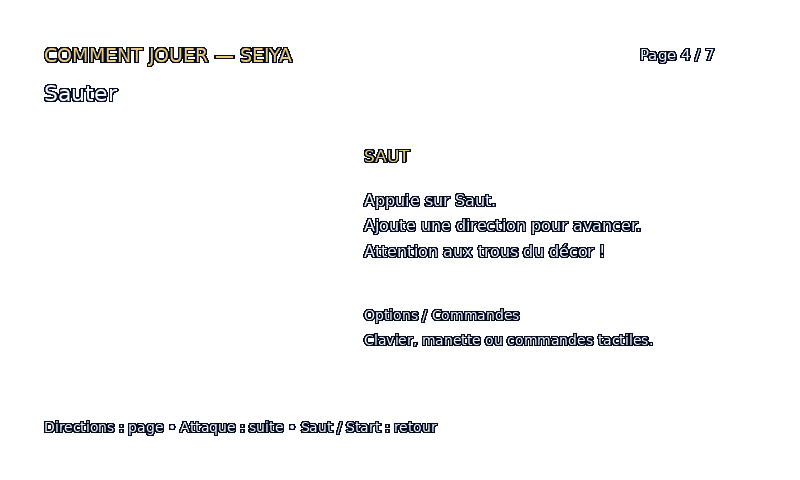 COMMENT JOUER — SEIYA
Page 4 / 7
Sauter
SAUT
Appuie sur Saut.
Ajoute une direction pour avancer.
Attention aux trous du décor !
Options / Commandes
Clavier, manette ou commandes tactiles.
Directions : page • Attaque : suite • Saut / Start : retour